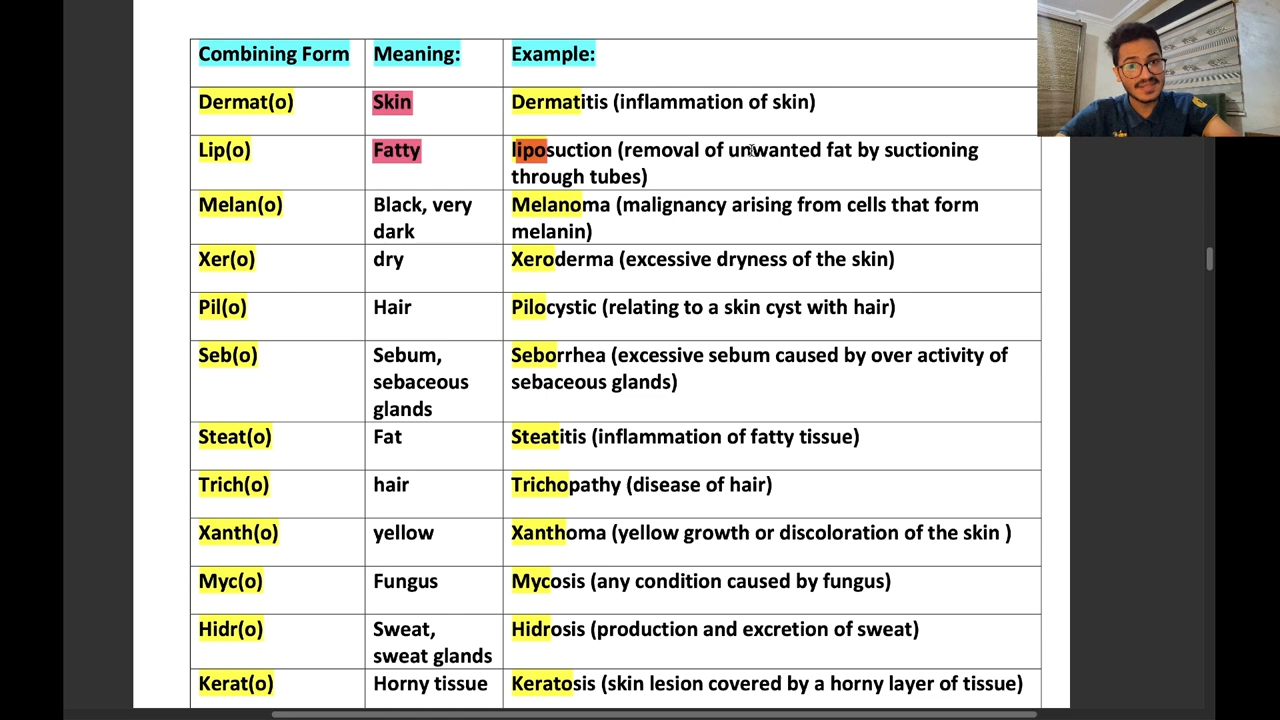 Combining Form Meaning: Example:
Dermat(o) Skin Dermatitis (inflammation of skin)
Lip(o) Fatty liposuction (removal of unwanted fat by suctioning
through tubes)
Melan(o) Black, very Melanoma (malignancy arising from cells that form
dark melanin)
Xer(o) dry Xeroderma (excessive dryness of the skin)
Pil(o) Hair Pilocystic (relating to a skin cyst with hair)
Seb(o) Sebum, Seborrhea (excessive sebum caused by over activity of
sebaceous sebaceous glands)
glands
Steat(o) Fat Steatitis (inflammation of fatty tissue)
Trich(o) hair Trichopathy (disease of hair)
Xanth(o) yellow Xanthoma (yellow growth or discoloration of the skin )
Myc(o) Fungus Mycosis (any condition caused by fungus)
Hidr(o) Sweat, Hidrosis (production and excretion of sweat)
sweat glands
Kerat(o) Horny tissue Keratosis (skin lesion covered by a horny layer of tissue)